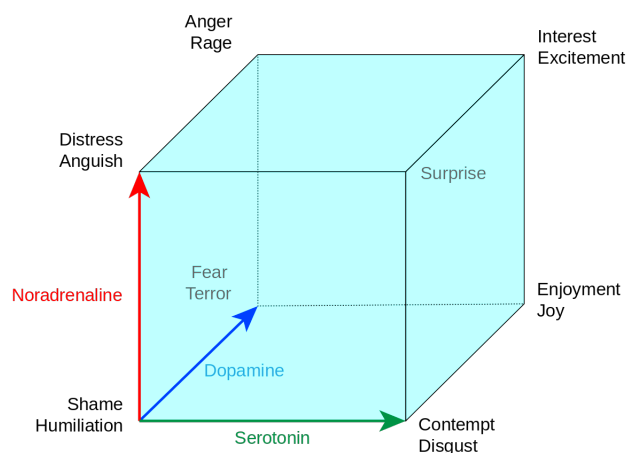 Anger
Rage
Interest
Excitement
Distress
Anguish
Surprise
Fear
Terror
Noradrenaline
Enjoyment
Joy
Dopamine
Shame
Humiliation
Contempt
Disgust
Serotonin